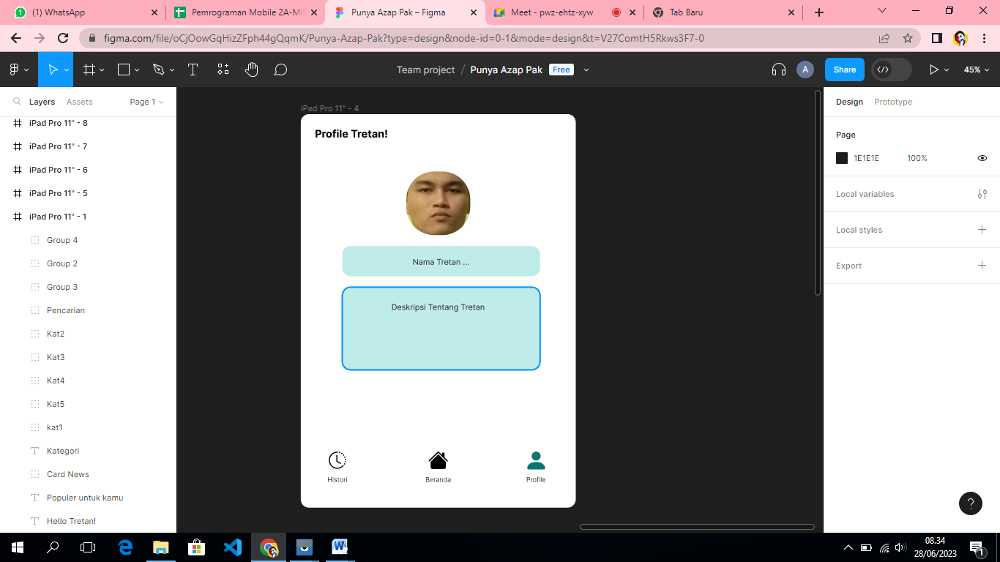 (1) WhatsApp
Pemrograman Mobile 2A-MI
Punya Azap Pak – Figma
Meet - pwz-ehtz-xyw
Tab Baru
figma.com/file/oCjOowGqHizZFph44gQqmK/Punya-Azap-Pak?type=design&node-id=0-1&mode=design&t=V27ComtH5Rkws3F7-0
Team project / Punya Azap Pak Free
A
Share
45%
Layers Assets Page 1
iPad Pro 11" - 8
iPad Pro 11" - 7
iPad Pro 11" - 6
iPad Pro 11" - 5
iPad Pro 11" - 1
Group 4
Group 2
Group 3
Pencarian
Kat2
Kat3
Kat4
Kat5
kat1
Kategori
Card News
Populer untuk kamu
Hello Tretan!
iPad Pro 11" - 4
Profile Tretan!
Nama Tretan ...
Deskripsi Tentang Tretan
Histori
Beranda
Profile
Design Prototype
Page
1E1E1E 100%
Local variables
Local styles
Export
?
08.34
28/06/2023
1